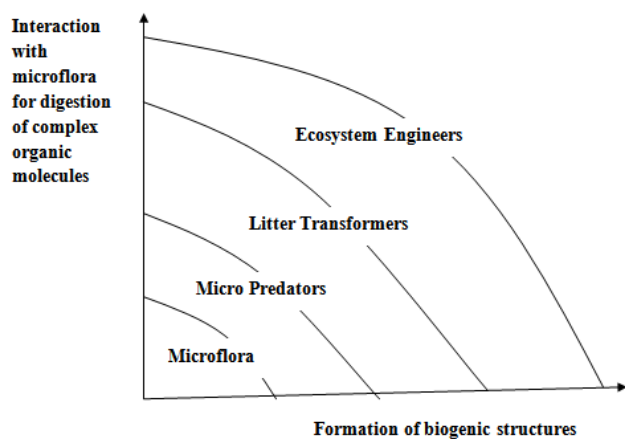 Interaction
with
microflora
for digestion
of complex
organic
molecules
Ecosystem Engineers
Litter Transformers
Micro Predators
Microflora
Formation of biogenic structures